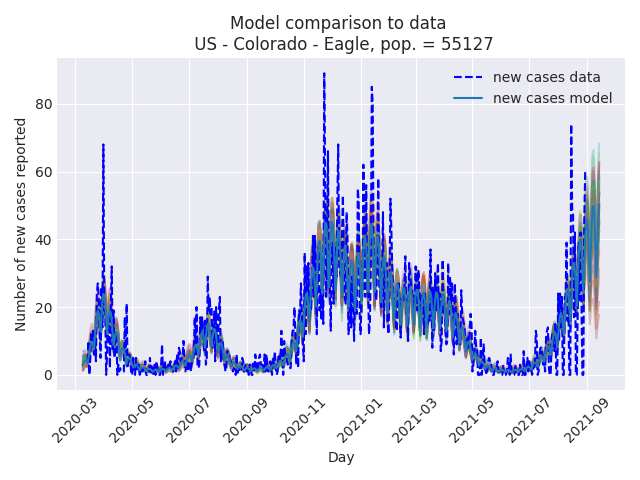 Model comparison to data
US - Colorado - Eagle, pop. = 55127
new cases data
new cases model
Number of new cases reported
80
60
40
20
0
2020-03
2020-05
2020-07
2020-09
2020-11
2021-01
2021-03
2021-05
2021-07
2021-09
Day